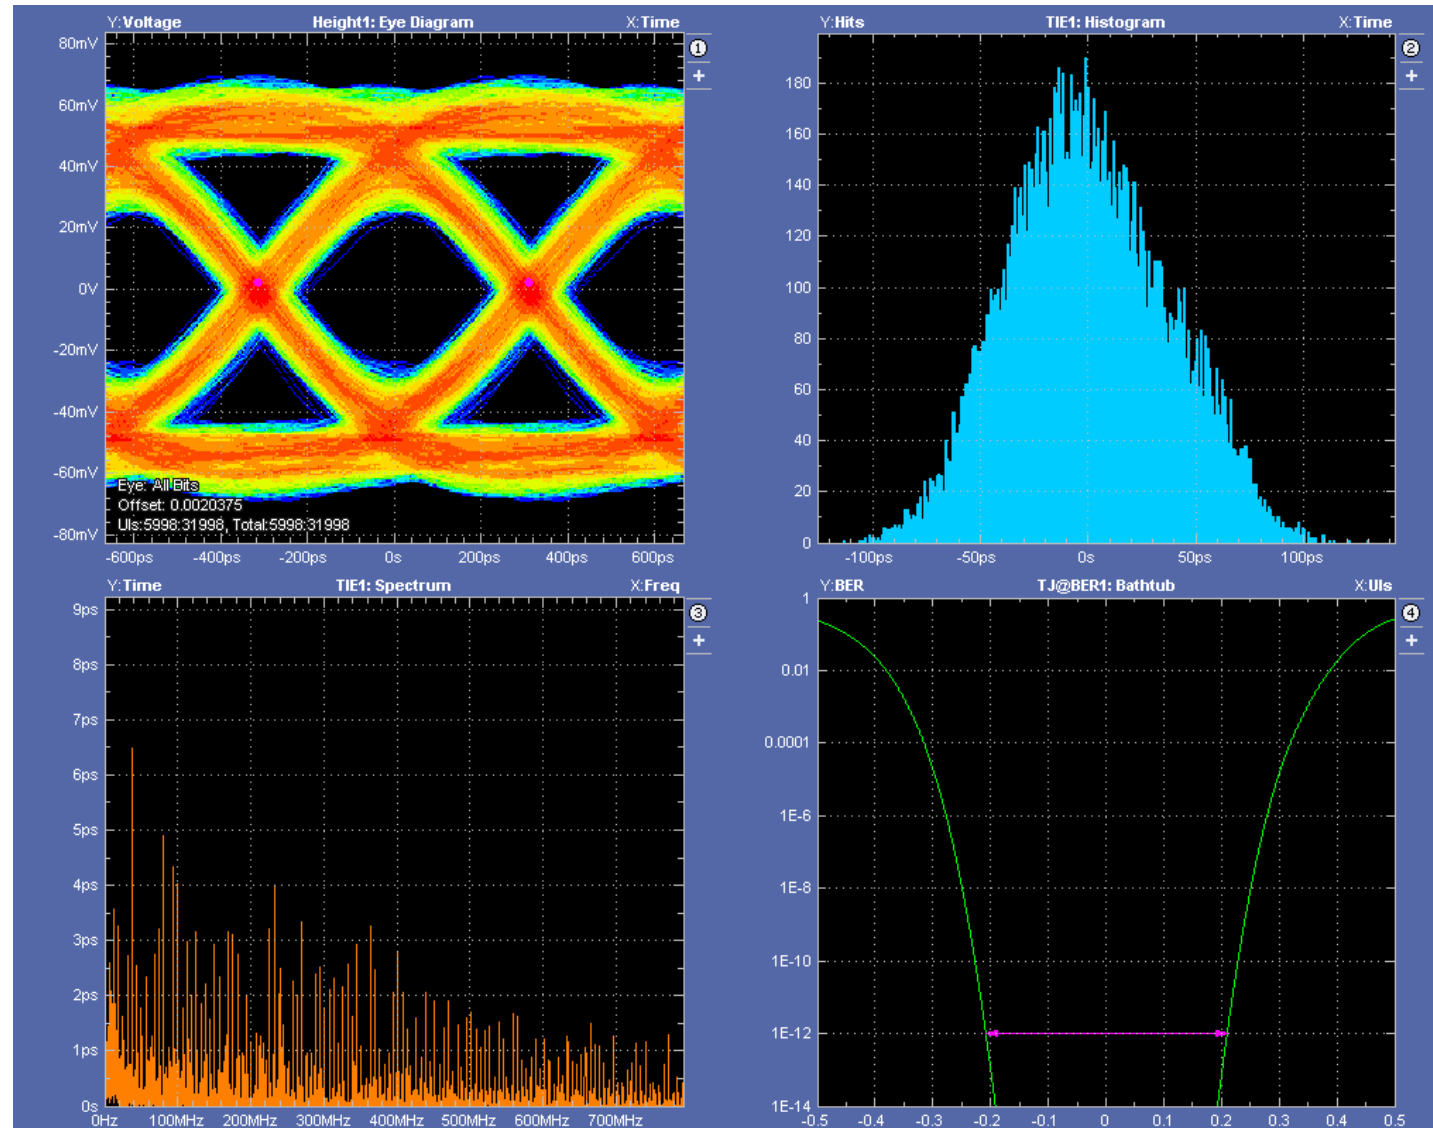 Y:Voltage Height1: Eye Diagram X:Time
80mV
60mV
40mV
20mV
0V
-20mV
-40mV
-60mV
-80mV
Eye: All Bits
Offset: 0.0020375
UIs:5998:31998, Total:5998:31998
-600ps -400ps -200ps 0s 200ps 400ps 600ps
1
+
Y:Hits TIE1: Histogram X:Time
180
160
140
120
100
80
60
40
20
0
-100ps -50ps 0s 50ps 100ps
2
+
Y:Time TIE1: Spectrum X:Freq
9ps
8ps
7ps
6ps
5ps
4ps
3ps
2ps
1ps
0s
0Hz 100MHz 200MHz 300MHz 400MHz 500MHz 600MHz 700MHz
3
+
Y:BER TJ@BER1: Bathtub X:UIs
1
0.01
0.0001
1E-6
1E-8
1E-10
1E-12
1E-14
-0.5 -0.4 -0.3 -0.2 -0.1 0 0.1 0.2 0.3 0.4 0.5
4
+